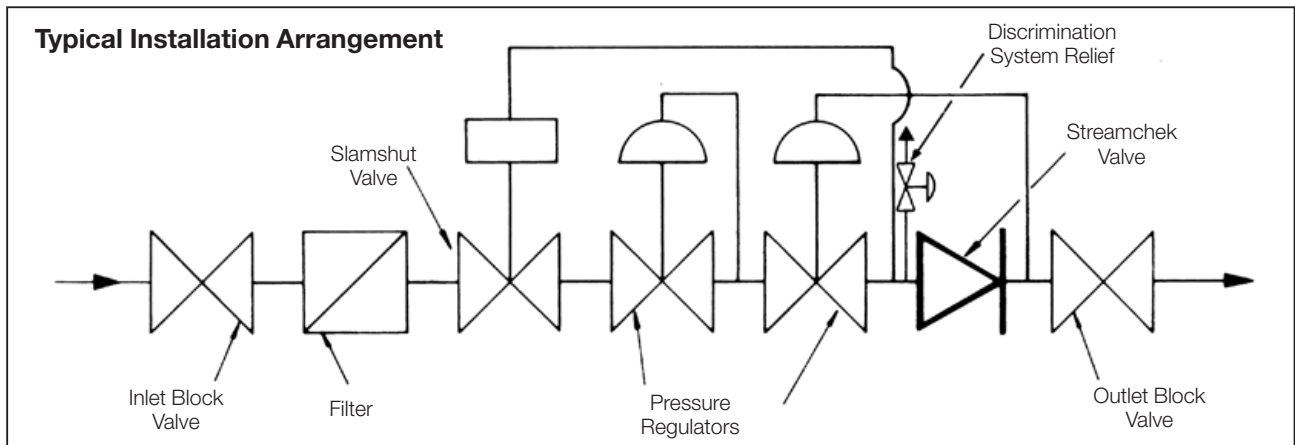 Typical Installation Arrangement
Discrimination
System Relief
Streamchek
Valve
Slamshut
Valve
Inlet Block
Valve
Filter
Pressure
Regulators
Outlet Block
Valve